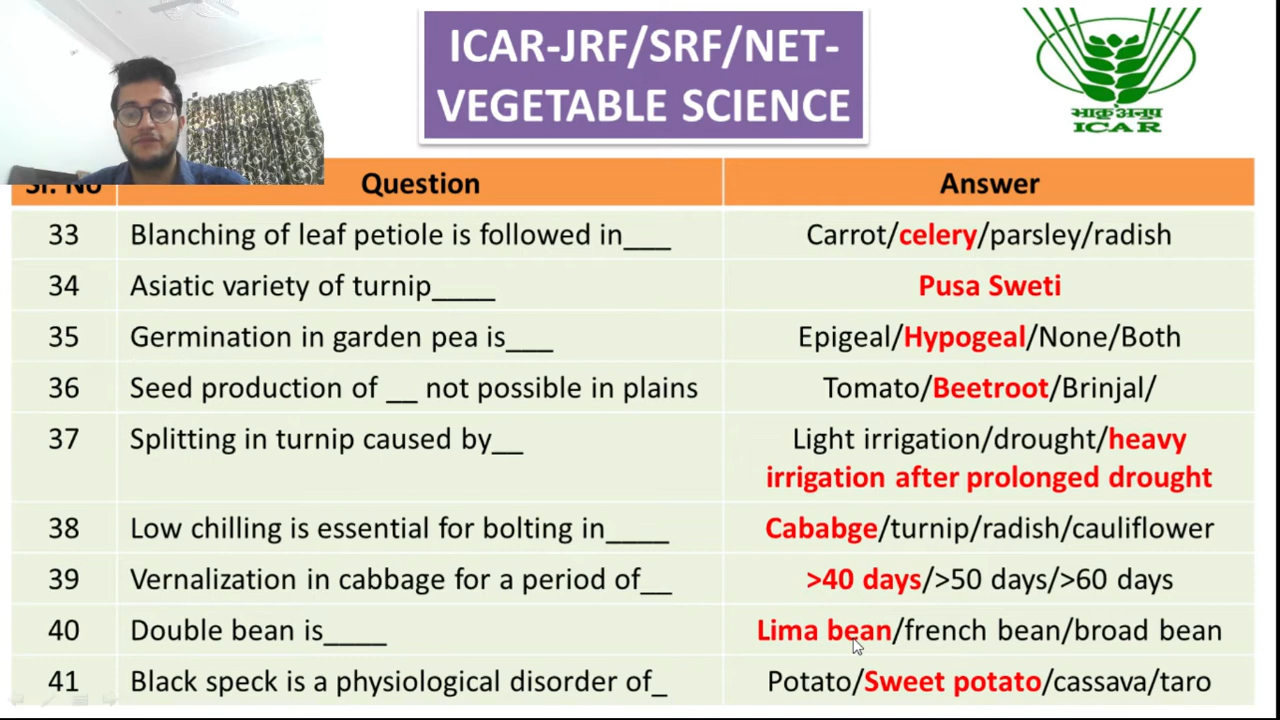 ICAR-JRF/SRF/NET-
VEGETABLE SCIENCE
भाकृअनुप
ICAR
Sr. No Question Answer
33 Blanching of leaf petiole is followed in___ Carrot/celery/parsley/radish
34 Asiatic variety of turnip____ Pusa Sweti
35 Germination in garden pea is___ Epigeal/Hypogeal/None/Both
36 Seed production of __ not possible in plains Tomato/Beetroot/Brinjal/
37 Splitting in turnip caused by__ Light irrigation/drought/heavy
irrigation after prolonged drought
38 Low chilling is essential for bolting in____ Cababge/turnip/radish/cauliflower
39 Vernalization in cabbage for a period of__ >40 days/>50 days/>60 days
40 Double bean is____ Lima bean/french bean/broad bean
41 Black speck is a physiological disorder of_ Potato/Sweet potato/cassava/taro